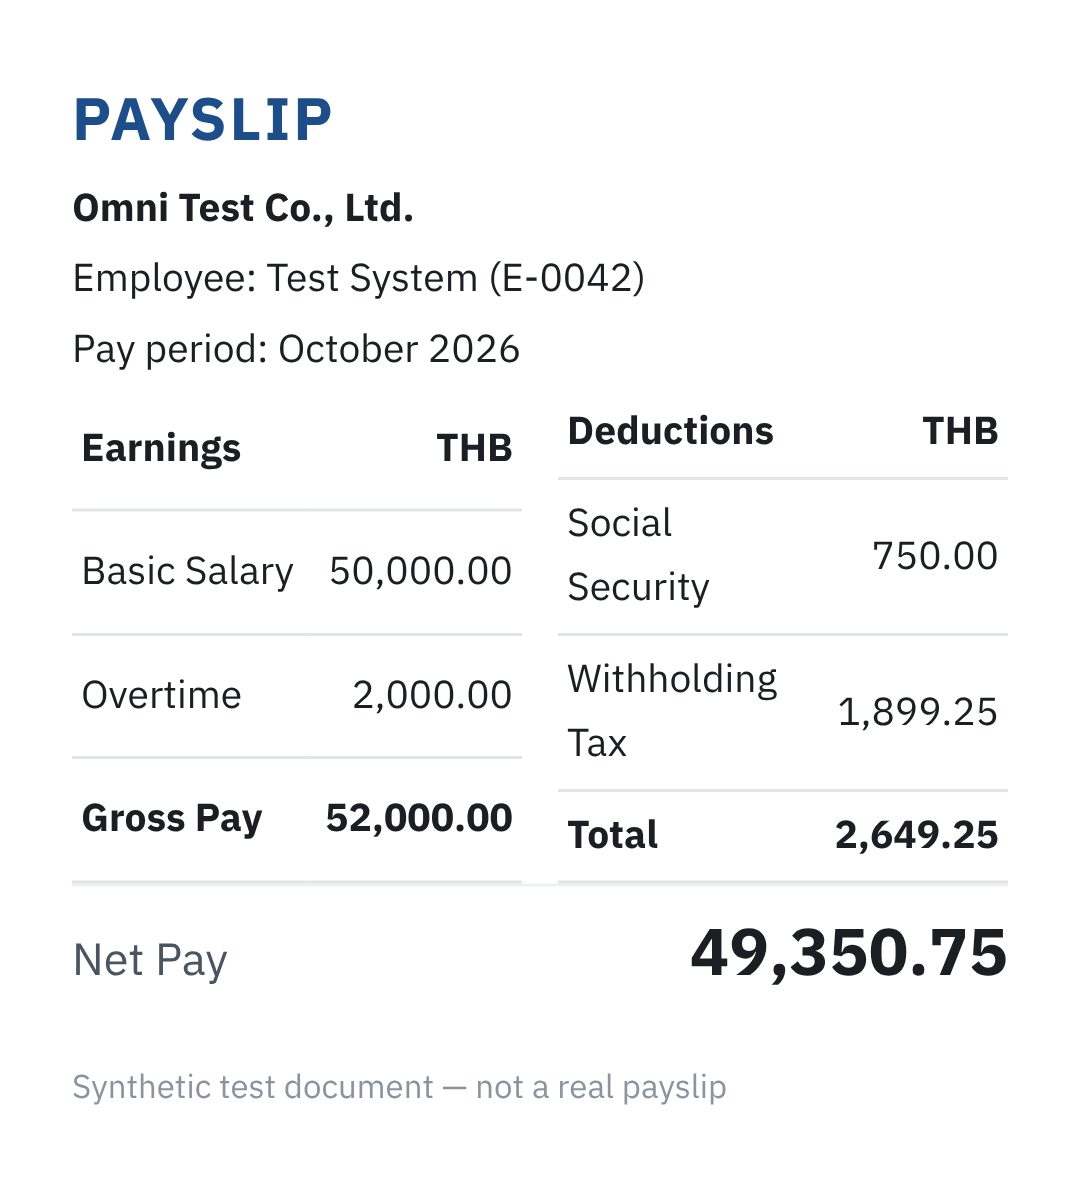 PAYSLIP
Omni Test Co., Ltd.
Employee: Test System (E-0042)
Pay period: October 2026
Earnings THB
Basic Salary 50,000.00
Overtime 2,000.00
Gross Pay 52,000.00
Deductions THB
Social
Security 750.00
Withholding
Tax 1,899.25
Total 2,649.25
Net Pay 49,350.75
Synthetic test document — not a real payslip